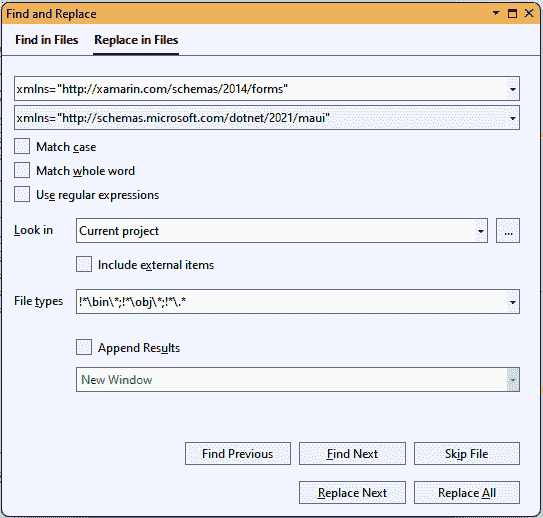 Find and Replace
Find in Files Replace in Files
xmlns="http://xamarin.com/schemas/2014/forms"
xmlns="http://schemas.microsoft.com/dotnet/2021/maui"
Match case
Match whole word
Use regular expressions
Look in Current project ...
Include external items
File types !*\bin\*;!*\obj\*;!*\.*
Append Results
New Window
Find Previous Find Next Skip File
Replace Next Replace All